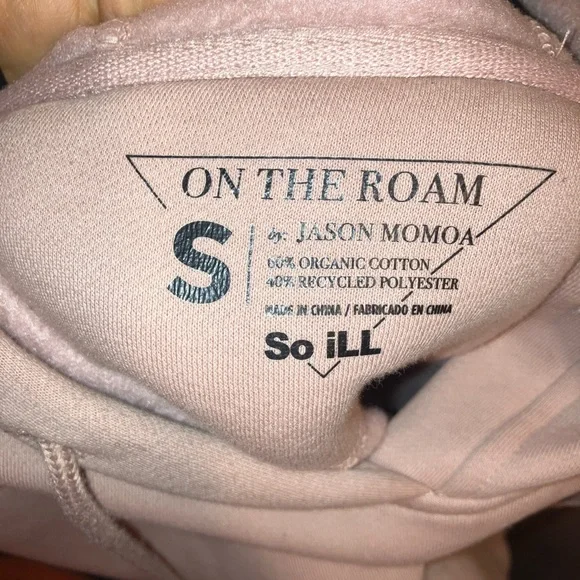 ON THE ROAM
S
by: JASON MOMOA
60% ORGANIC COTTON
40% RECYCLED POLYESTER
MADE IN CHINA / FABRICADO EN CHINA
So iLL